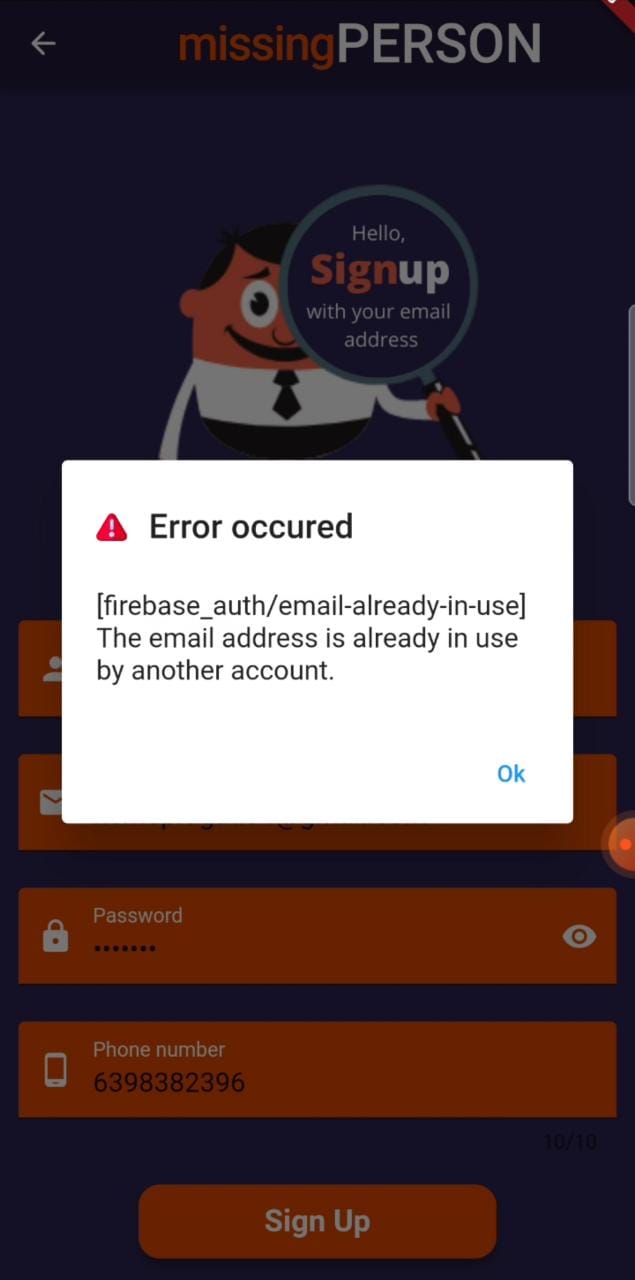 missingPERSON
Hello,
Signup
with your email
address
Error occured
[firebase_auth/email-already-in-use]
The email address is already in use
by another account.
Ok
Password
•••••••
Phone number
6398382396
10/10
Sign Up